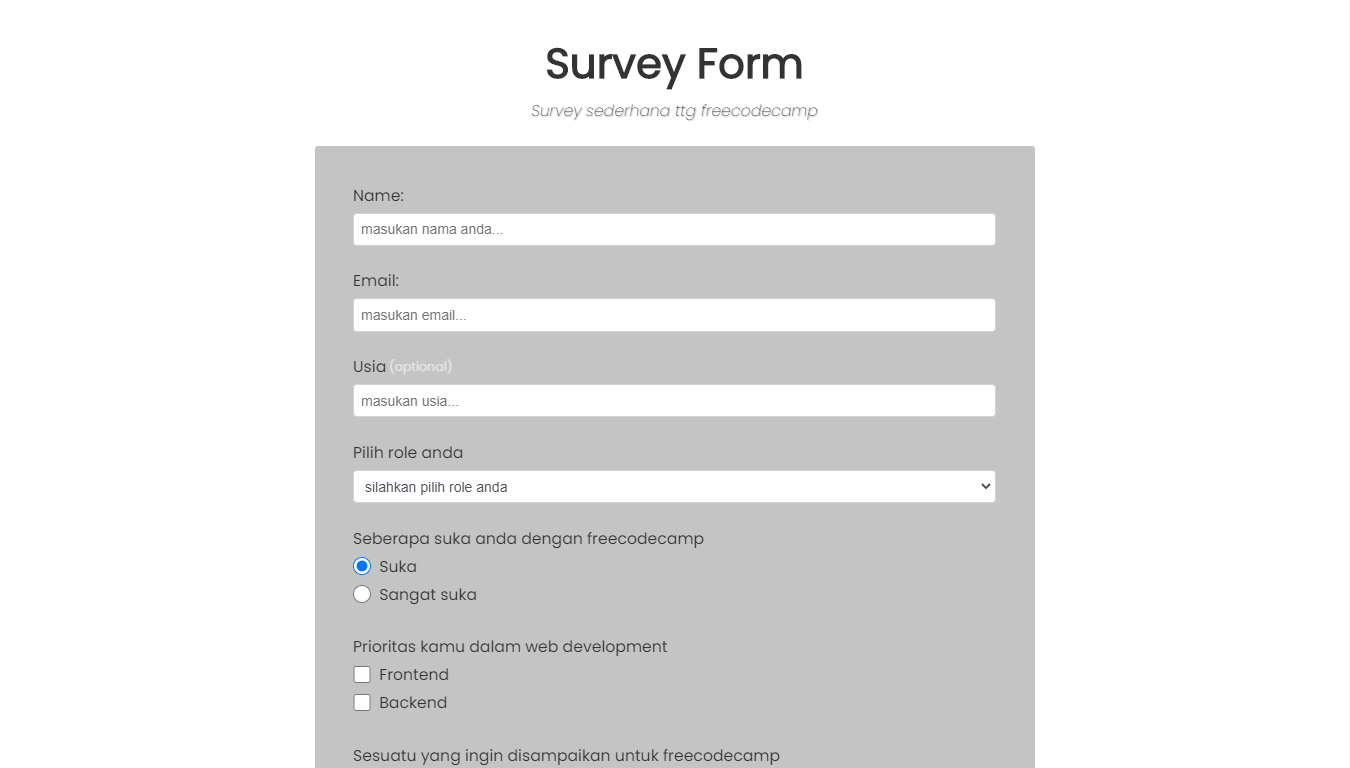 Survey Form
Survey sederhana ttg freecodecamp
Name:
masukan nama anda...
Email:
masukan email...
Usia (optional)
masukan usia...
Pilih role anda
silahkan pilih role anda
Seberapa suka anda dengan freecodecamp
Suka
Sangat suka
Prioritas kamu dalam web development
Frontend
Backend
Sesuatu yang ingin disampaikan untuk freecodecamp